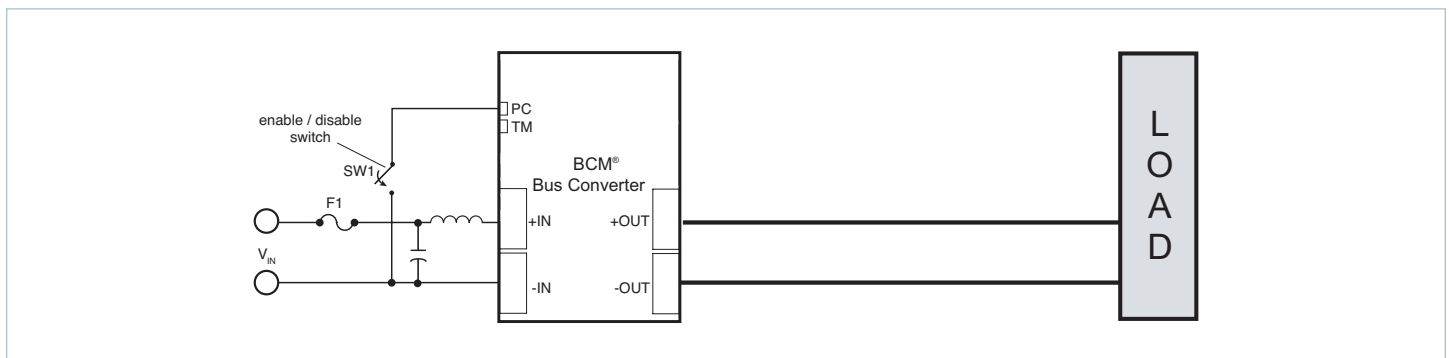 enable / disable
switch
SW1
F1
V_IN
PC
TM
BCM®
Bus Converter
+IN
-IN
+OUT
-OUT
L
O
A
D